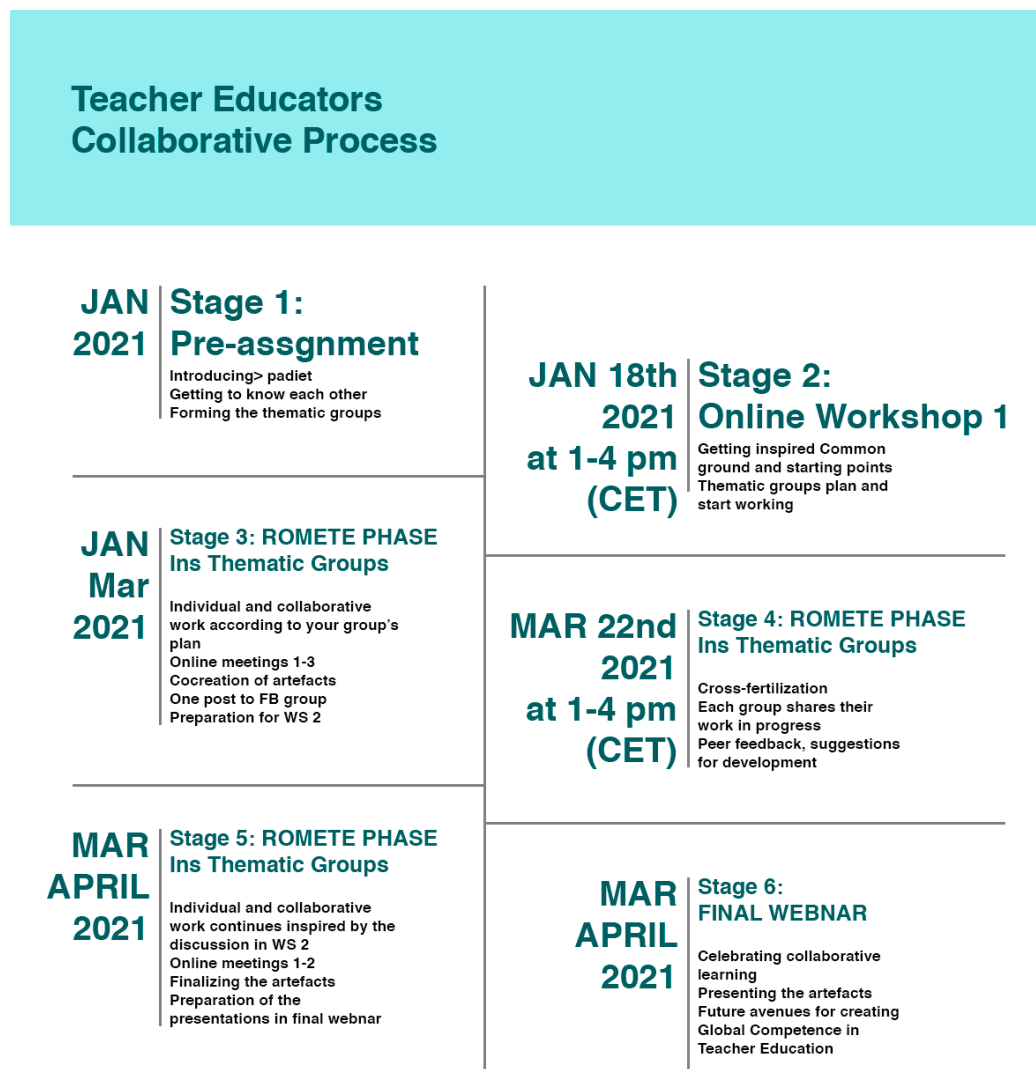 Teacher Educators
Collaborative Process
JAN
2021
Stage 1:
Pre-assgnment
Introducing> padiet
Getting to know each other
Forming the thematic groups
JAN 18th
2021
at 1-4 pm
(CET)
Stage 2:
Online Workshop 1
Getting inspired Common
ground and starting points
Thematic groups plan and
start working
JAN
Mar
2021
Stage 3: ROMETE PHASE
Ins Thematic Groups
Individual and collaborative
work according to your group's
plan
Online meetings 1-3
Cocreation of artefacts
One post to FB group
Preparation for WS 2
MAR 22nd
2021
at 1-4 pm
(CET)
Stage 4: ROMETE PHASE
Ins Thematic Groups
Cross-fertilization
Each group shares their
work in progress
Peer feedback, suggestions
for development
MAR
APRIL
2021
Stage 5: ROMETE PHASE
Ins Thematic Groups
Individual and collaborative
work continues inspired by the
discussion in WS 2
Online meetings 1-2
Finalizing the artefacts
Preparation of the
presentations in final webnar
MAR
APRIL
2021
Stage 6:
FINAL WEBNAR
Celebrating collaborative
learning
Presenting the artefacts
Future avenues for creating
Global Competence in
Teacher Education